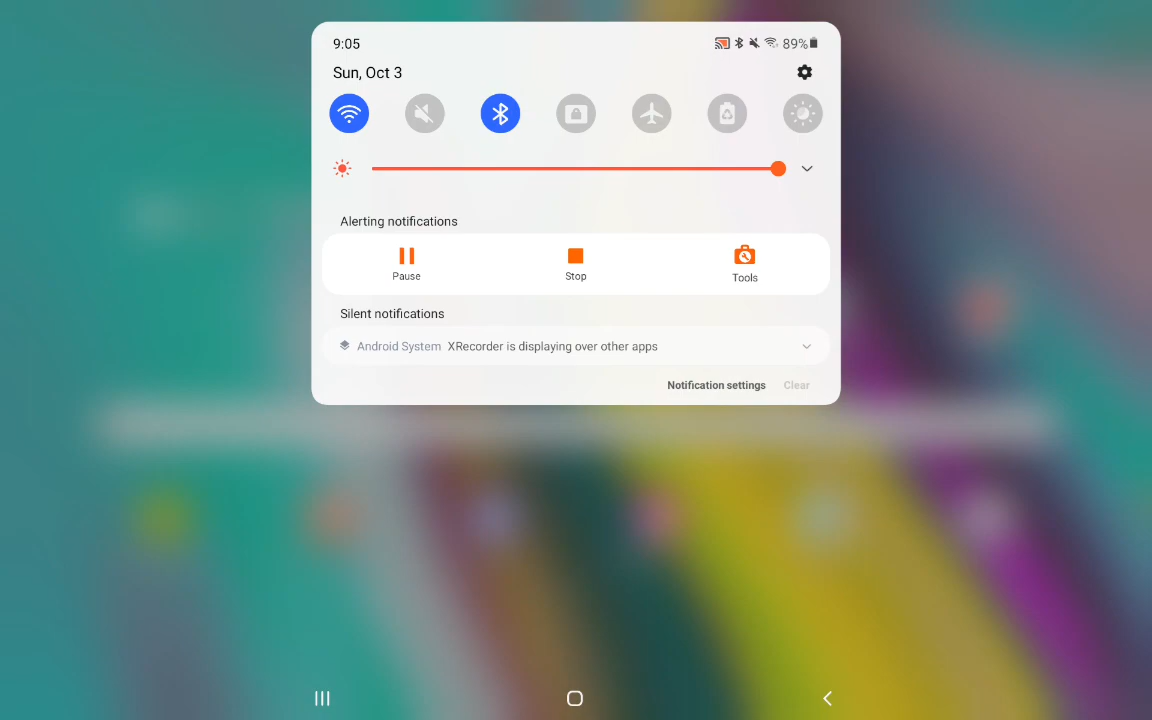 9:05
89%
Sun, Oct 3
Alerting notifications
Pause
Stop
Tools
Silent notifications
Android System XRecorder is displaying over other apps
Notification settings
Clear